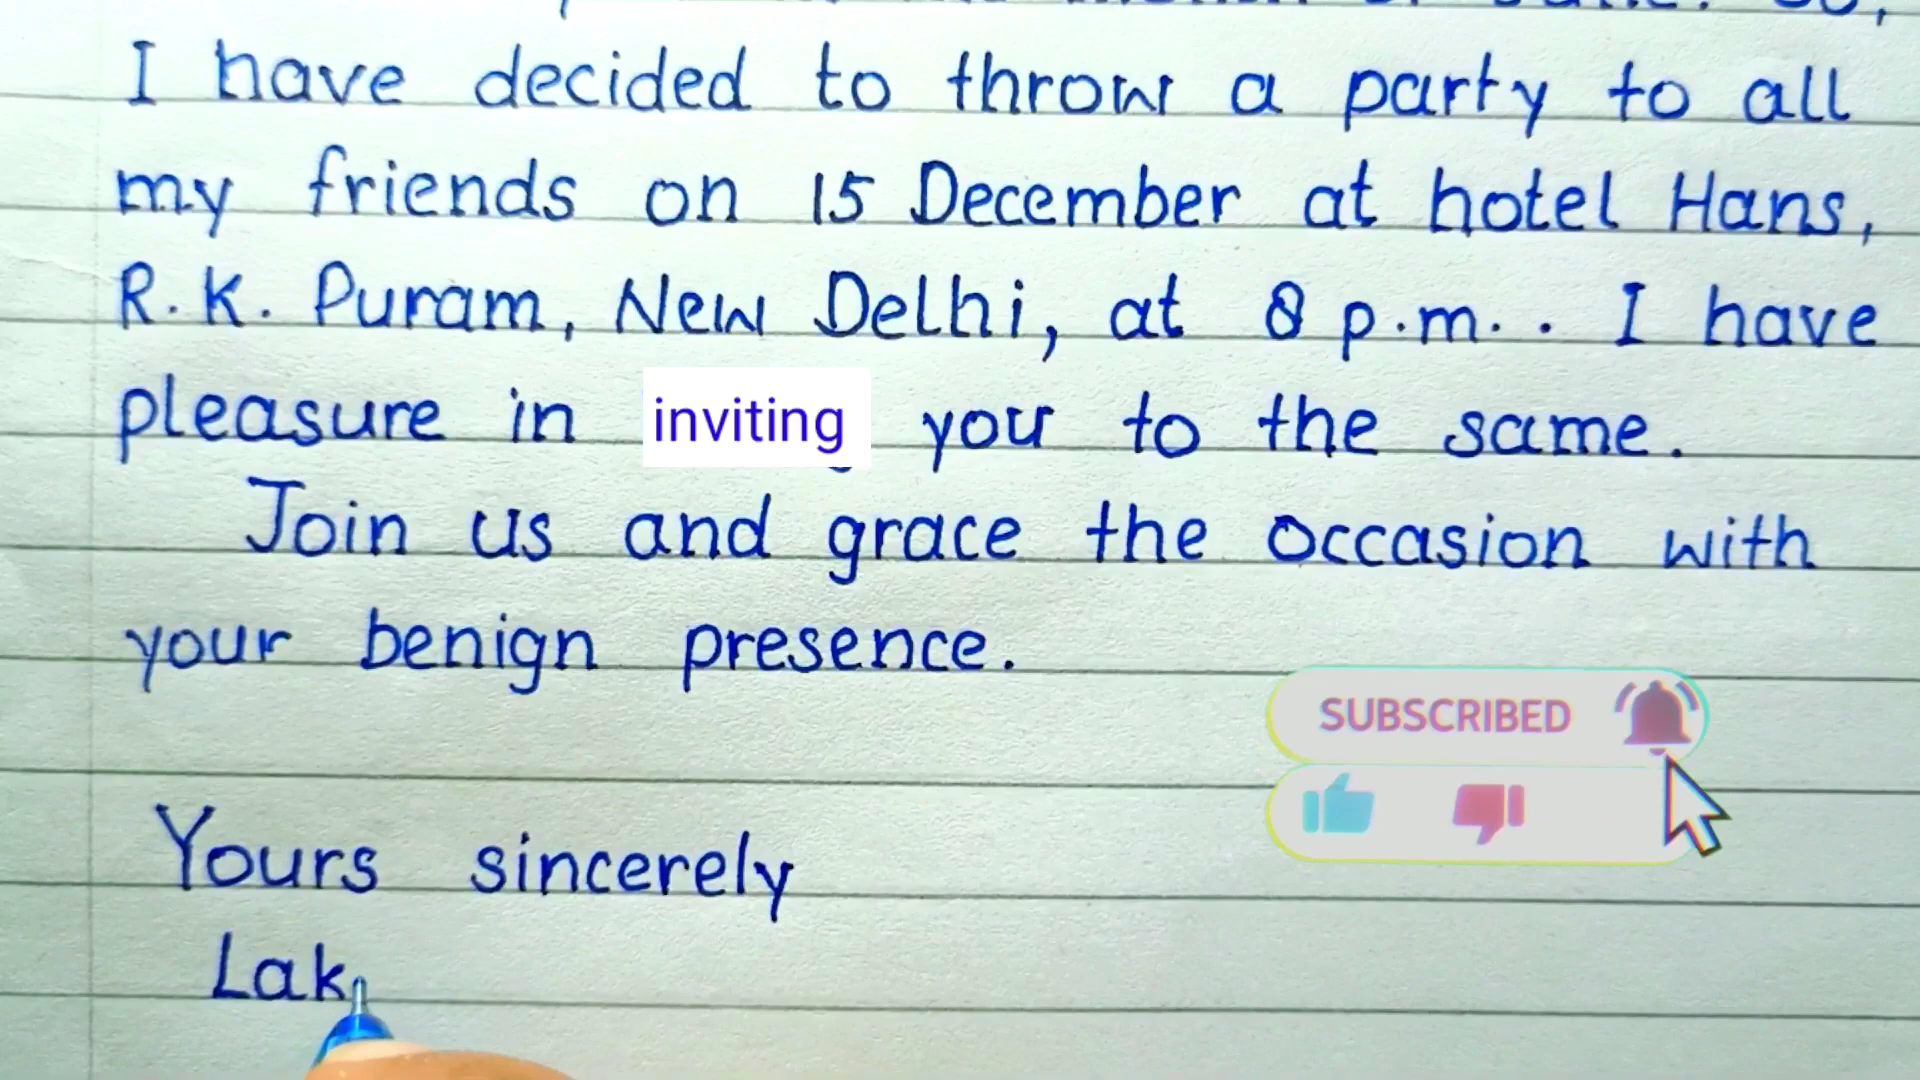 I have decided to throw a party to all
my friends on 15 December at hotel Hans,
R.K. Puram, New Delhi, at 8 p.m. . I have
pleasure in inviting you to the same.
Join us and grace the occasion with
your benign presence.
SUBSCRIBED
Yours sincerely
Lak